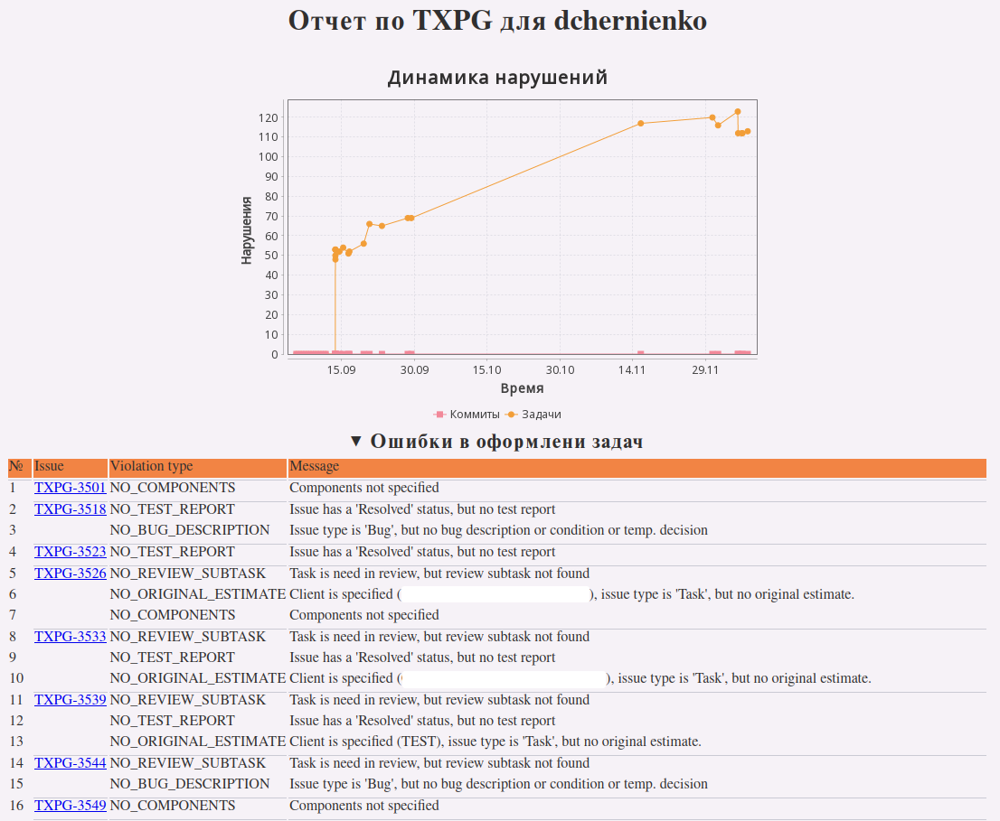 Отчет по TXPG для dchernienko
Динамика нарушений
120
110
100
90
80
70
60
50
40
30
20
10
0
Нарушения
15.09 30.09 15.10 30.10 14.11 29.11
Время
Коммиты Задачи
▼ Ошибки в оформлени задач
№ Issue Violation type Message
1 TXPG-3501 NO_COMPONENTS Components not specified
2 TXPG-3518 NO_TEST_REPORT Issue has a 'Resolved' status, but no test report
3 NO_BUG_DESCRIPTION Issue type is 'Bug', but no bug description or condition or temp. decision
4 TXPG-3523 NO_TEST_REPORT Issue has a 'Resolved' status, but no test report
5 TXPG-3526 NO_REVIEW_SUBTASK Task is need in review, but review subtask not found
6 NO_ORIGINAL_ESTIMATE Client is specified ( ), issue type is 'Task', but no original estimate.
7 NO_COMPONENTS Components not specified
8 TXPG-3533 NO_REVIEW_SUBTASK Task is need in review, but review subtask not found
9 NO_TEST_REPORT Issue has a 'Resolved' status, but no test report
10 NO_ORIGINAL_ESTIMATE Client is specified ( ), issue type is 'Task', but no original estimate.
11 TXPG-3539 NO_REVIEW_SUBTASK Task is need in review, but review subtask not found
12 NO_TEST_REPORT Issue has a 'Resolved' status, but no test report
13 NO_ORIGINAL_ESTIMATE Client is specified (TEST), issue type is 'Task', but no original estimate.
14 TXPG-3544 NO_REVIEW_SUBTASK Task is need in review, but review subtask not found
15 NO_BUG_DESCRIPTION Issue type is 'Bug', but no bug description or condition or temp. decision
16 TXPG-3549 NO_COMPONENTS Components not specified